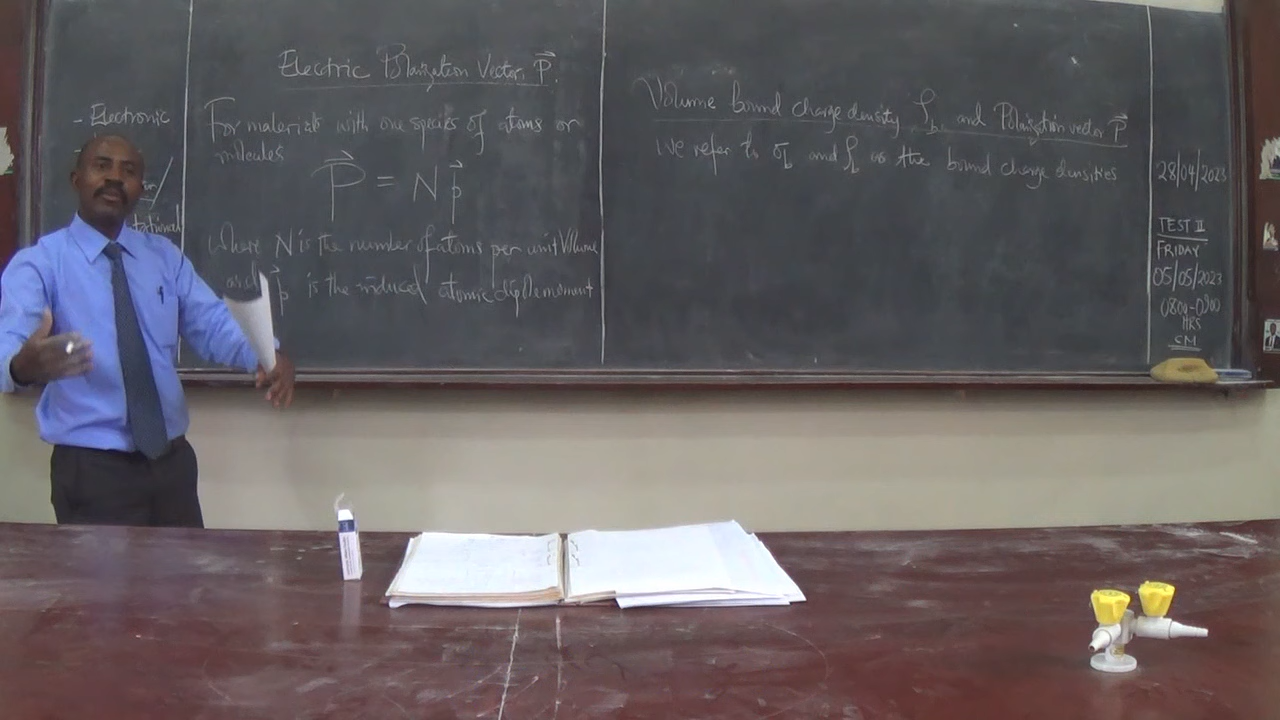 - Electronic
Electric Polarization Vector, P⃗.
For materials with one species of atoms or
molecules
P⃗ = N p⃗
where N is the number of atoms per unit Volume
and p⃗ is the induced atomic
Volume bound charge density, ρb, and Polarization vector P⃗
we refer to σb and ρb as the bound charge densities
28/04/2023
TEST II
FRIDAY
05/05/2023
0800-0900
HRS
CM